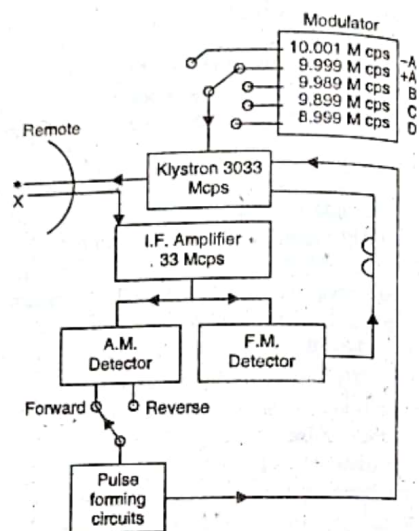 Modulator
10.001 M cps -A
9.999 M cps +A
9.989 M cps B
9,899 M cps C
8.999 M cps D
Remote
Klystron 3033
Mcps
*
X
I.F. Amplifier
33 Mcps
A.M.
Detector
F.M.
Detector
Forward Reverse
Pulse
forming
circuits